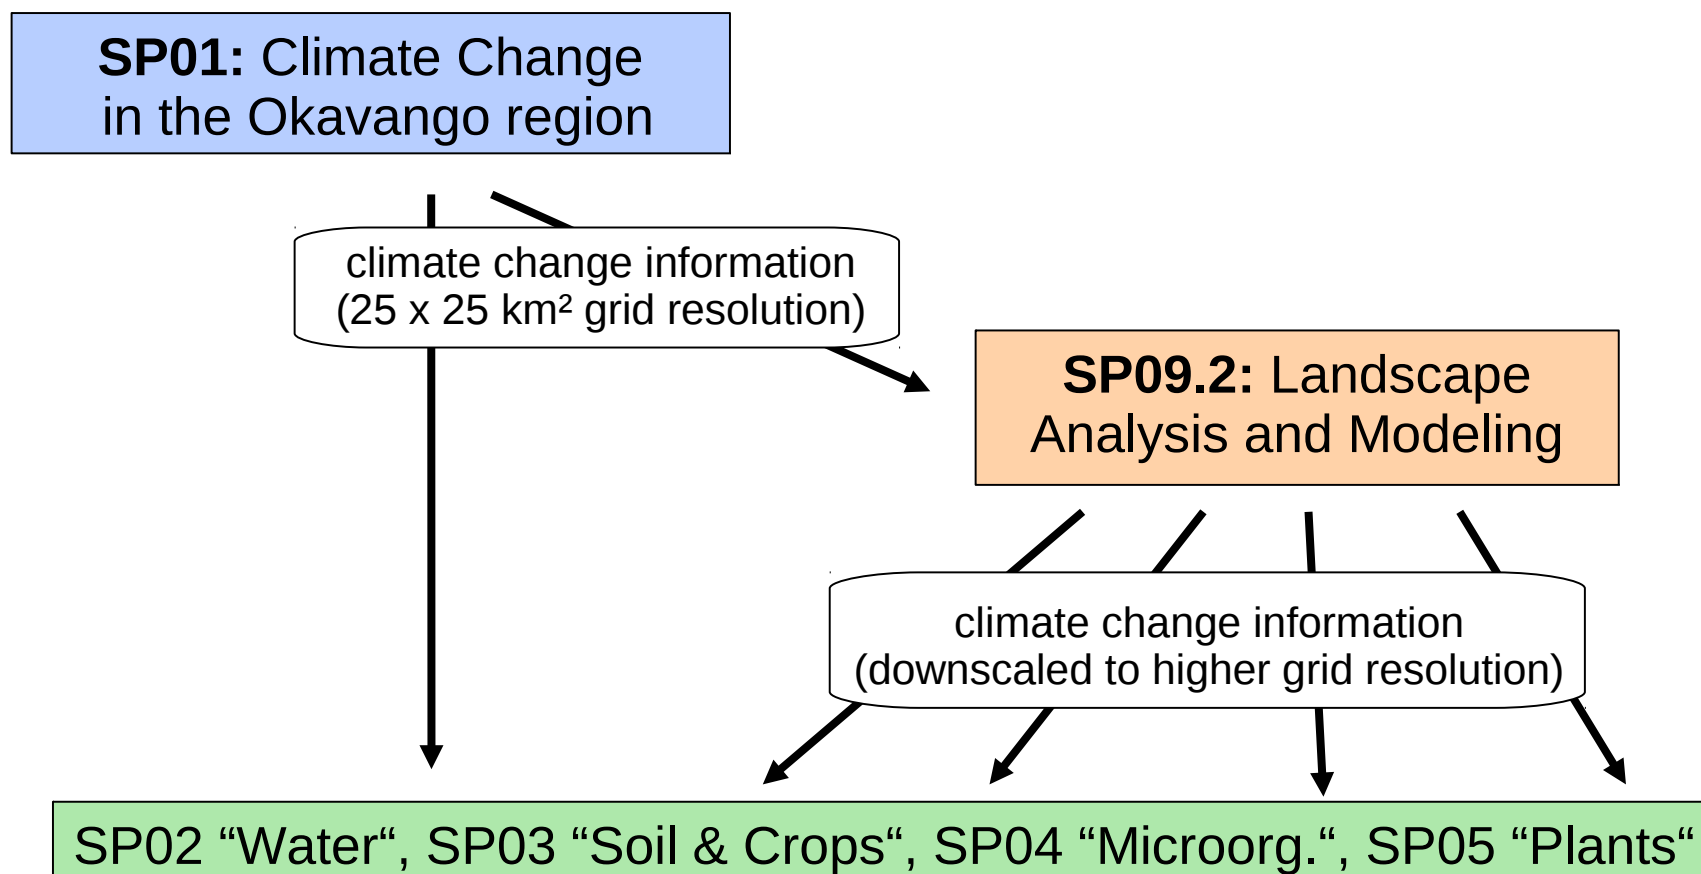 SP01: Climate Change
in the Okavango region
climate change information
(25 x 25 km² grid resolution)
SP09.2: Landscape
Analysis and Modeling
climate change information
(downscaled to higher grid resolution)
SP02 “Water“, SP03 “Soil & Crops“, SP04 “Microorg.“, SP05 “Plants“